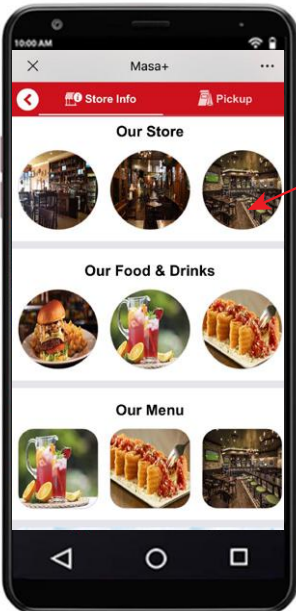 10:00 AM
Masa+
Store Info
Pickup
Our Store
Our Food & Drinks
Our Menu